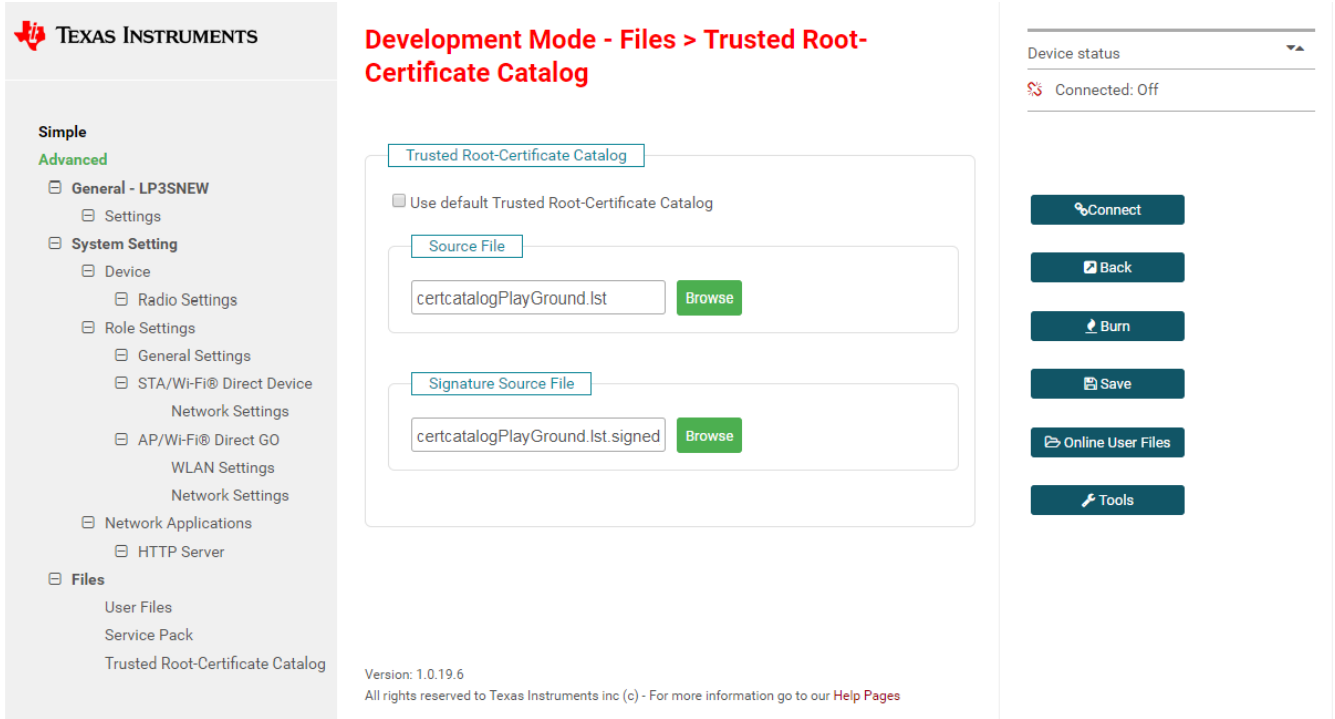 TEXAS INSTRUMENTS
Simple
Advanced
General - LP3SNEW
Settings
System Setting
Device
Radio Settings
Role Settings
General Settings
STA/Wi-Fi® Direct Device
Network Settings
AP/Wi-Fi® Direct GO
WLAN Settings
Network Settings
Network Applications
HTTP Server
Files
User Files
Service Pack
Trusted Root-Certificate Catalog
Development Mode - Files > Trusted Root-
Certificate Catalog
Trusted Root-Certificate Catalog
Use default Trusted Root-Certificate Catalog
Source File
certcatalogPlayGround.lst
Browse
Signature Source File
certcatalogPlayGround.lst.signed
Browse
Version: 1.0.19.6
All rights reserved to Texas Instruments inc (c) - For more information go to our Help Pages
Device status
Connected: Off
Connect
Back
Burn
Save
Online User Files
Tools